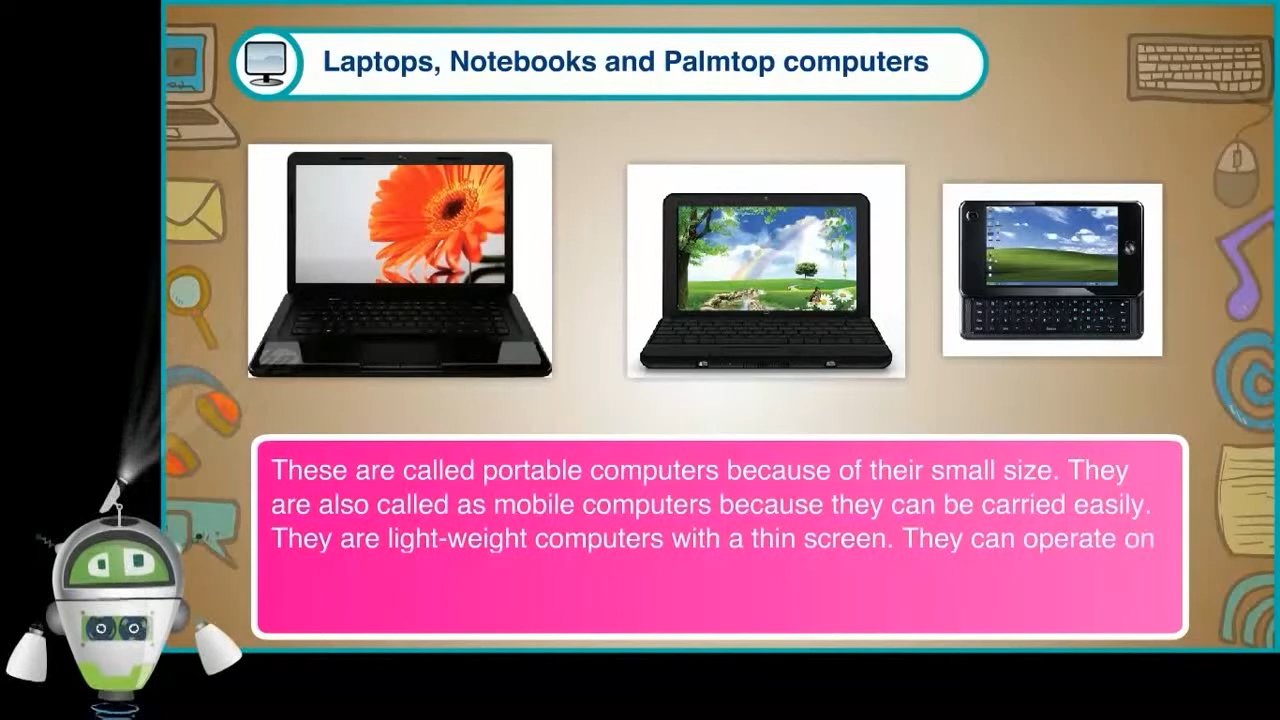 Laptops, Notebooks and Palmtop computers
These are called portable computers because of their small size. They
are also called as mobile computers because they can be carried easily.
They are light-weight computers with a thin screen. They can operate on